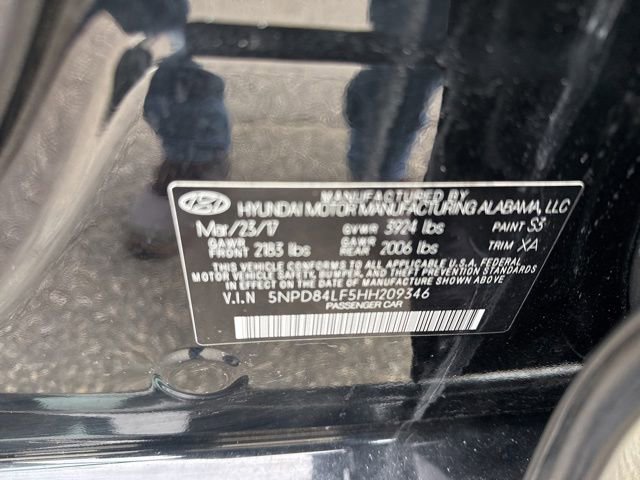 MANUFACTURED BY
HYUNDAI MOTOR MANUFACTURING ALABAMA, LLC
Mar/23/17 GVWR 3924 lbs PAINT S3
GAWR FRONT 2183 lbs GAWR REAR 2006 lbs TRIM XA
THIS VEHICLE CONFORMS TO ALL APPLICABLE U.S.A. FEDERAL
MOTOR VEHICLE SAFETY, BUMPER, AND THEFT PREVENTION STANDARDS
IN EFFECT ON THE DATE OF MANUFACTURE SHOWN ABOVE
V.I.N 5NPD84LF5HH209346
PASSENGER CAR